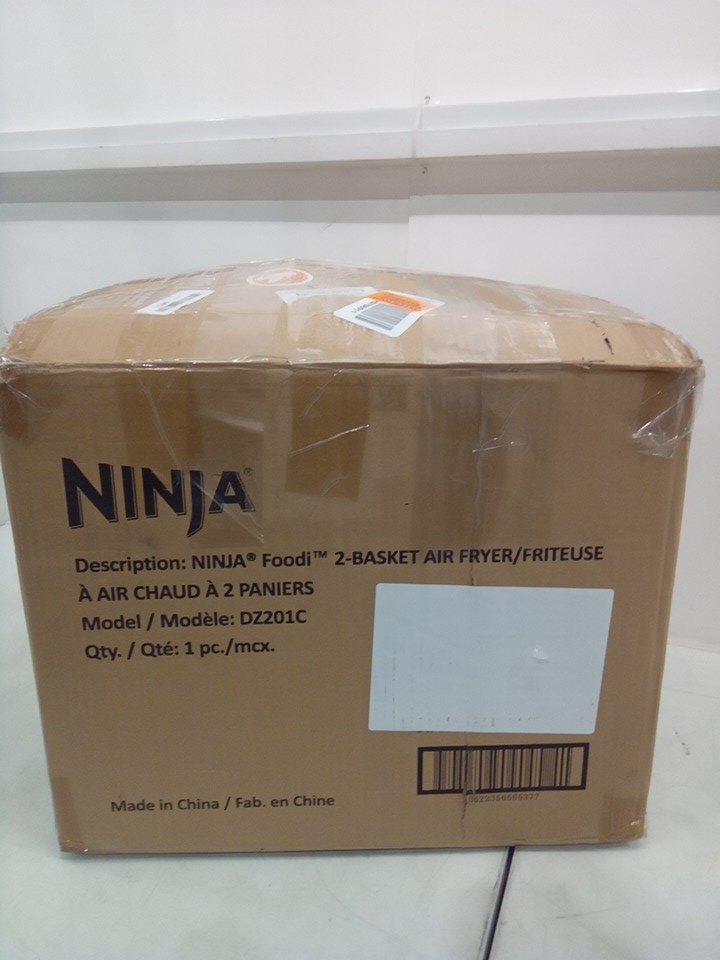 NINJA®
Description: NINJA® Foodi™ 2-BASKET AIR FRYER/FRITEUSE
À AIR CHAUD À 2 PANIERS
Model / Modèle: DZ201C
Qty. / Qté: 1 pc./mcx.
Made in China / Fab. en Chine